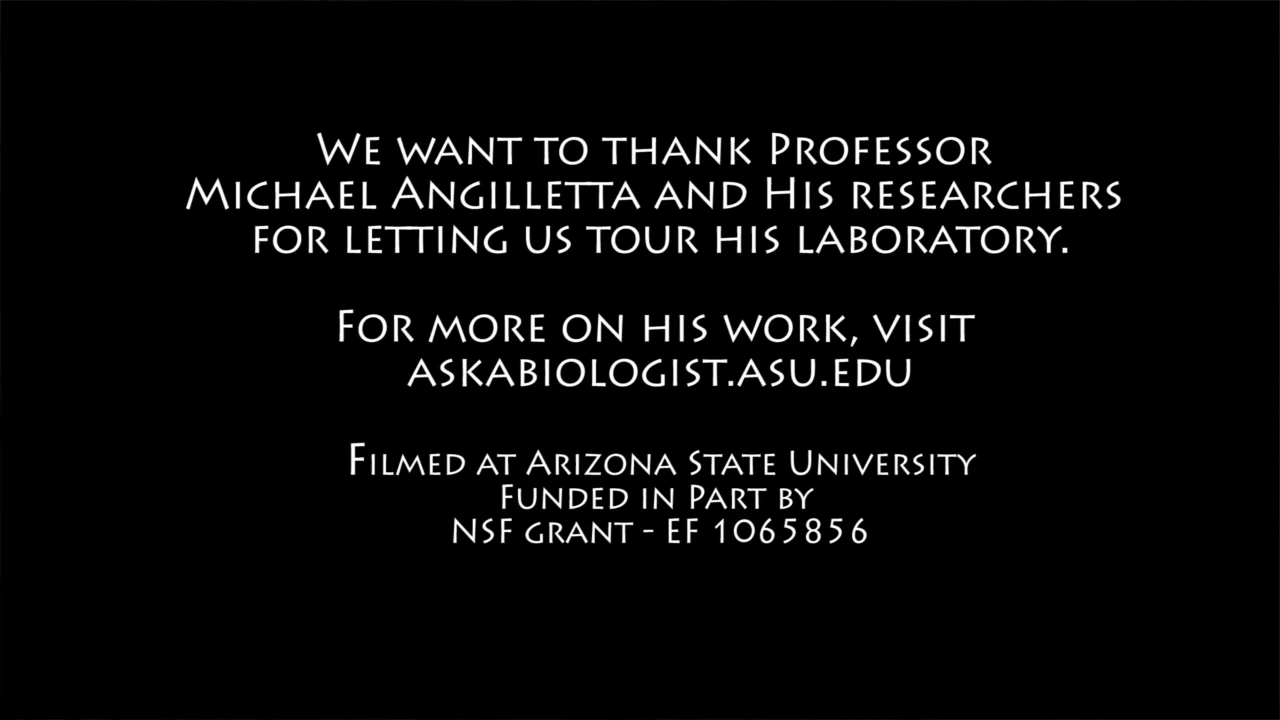 We want to thank Professor
Michael Angilletta and His researchers
for letting us tour his laboratory.
For more on his work, visit
askabiologist.asu.edu
Filmed at Arizona State University
Funded in Part by
NSF grant - EF 1065856